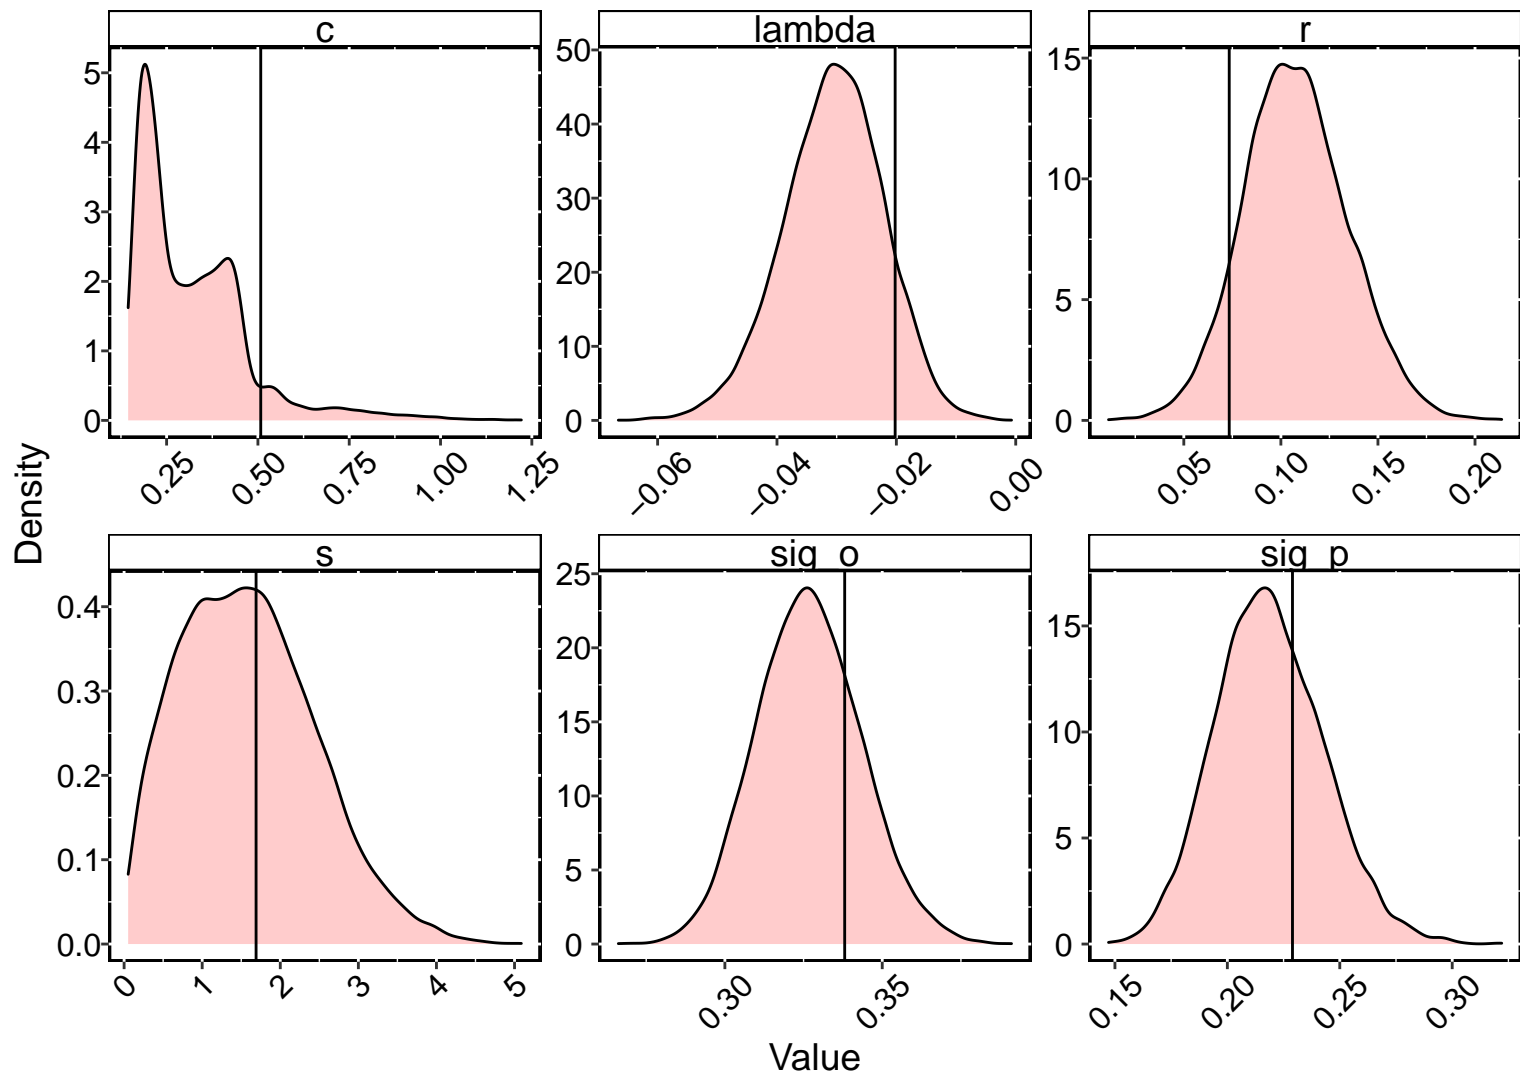 c lambda r
5 4 3 2 1 0
50 40 30 20 10 0
15 10 5 0
0.25 0.50 0.75 1.00 1.25
−0.06 −0.04 −0.02 0.00
0.05 0.10 0.15 0.20
Density
s sig_o sig_p
0.4 0.3 0.2 0.1 0.0
25 20 15 10 5 0
15 10 5 0
0 1 2 3 4 5
0.30 0.35
0.15 0.20 0.25 0.30
Value